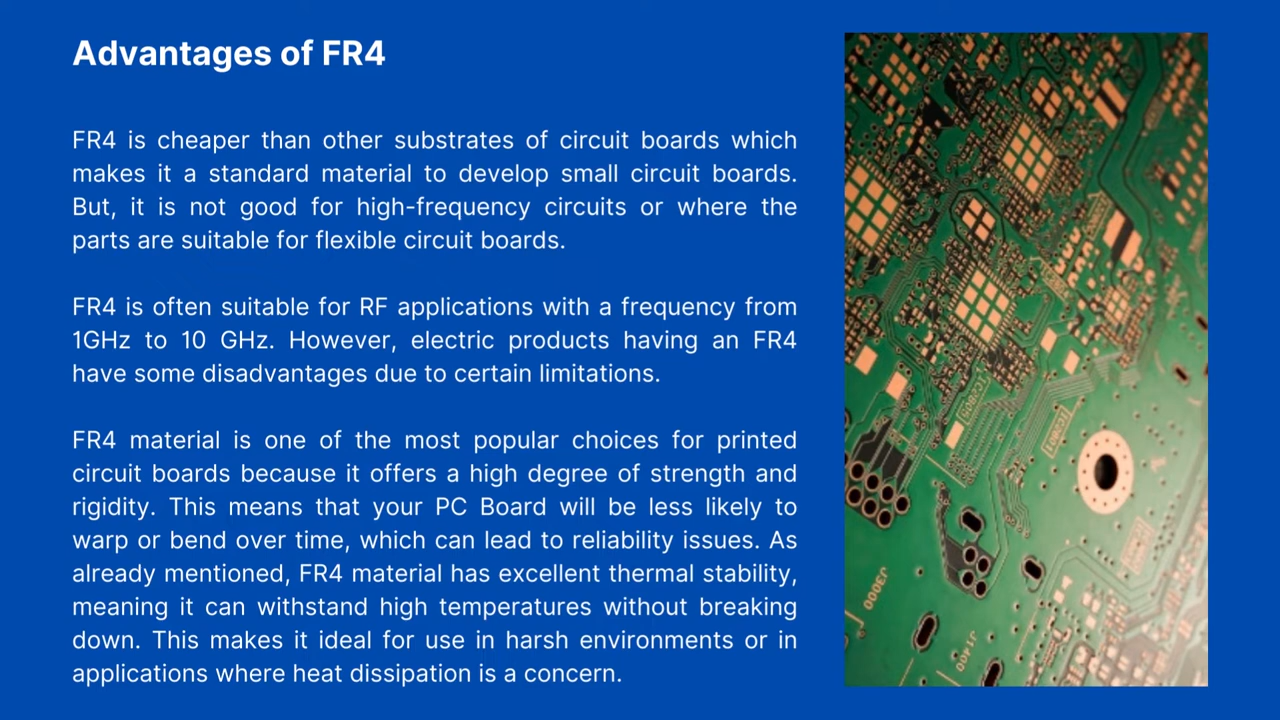 Advantages of FR4
FR4 is cheaper than other substrates of circuit boards which
makes it a standard material to develop small circuit boards.
But, it is not good for high-frequency circuits or where the
parts are suitable for flexible circuit boards.
FR4 is often suitable for RF applications with a frequency from
1GHz to 10 GHz. However, electric products having an FR4
have some disadvantages due to certain limitations.
FR4 material is one of the most popular choices for printed
circuit boards because it offers a high degree of strength and
rigidity. This means that your PC Board will be less likely to
warp or bend over time, which can lead to reliability issues. As
already mentioned, FR4 material has excellent thermal stability,
meaning it can withstand high temperatures without breaking
down. This makes it ideal for use in harsh environments or in
applications where heat dissipation is a concern.
J3000
J1400